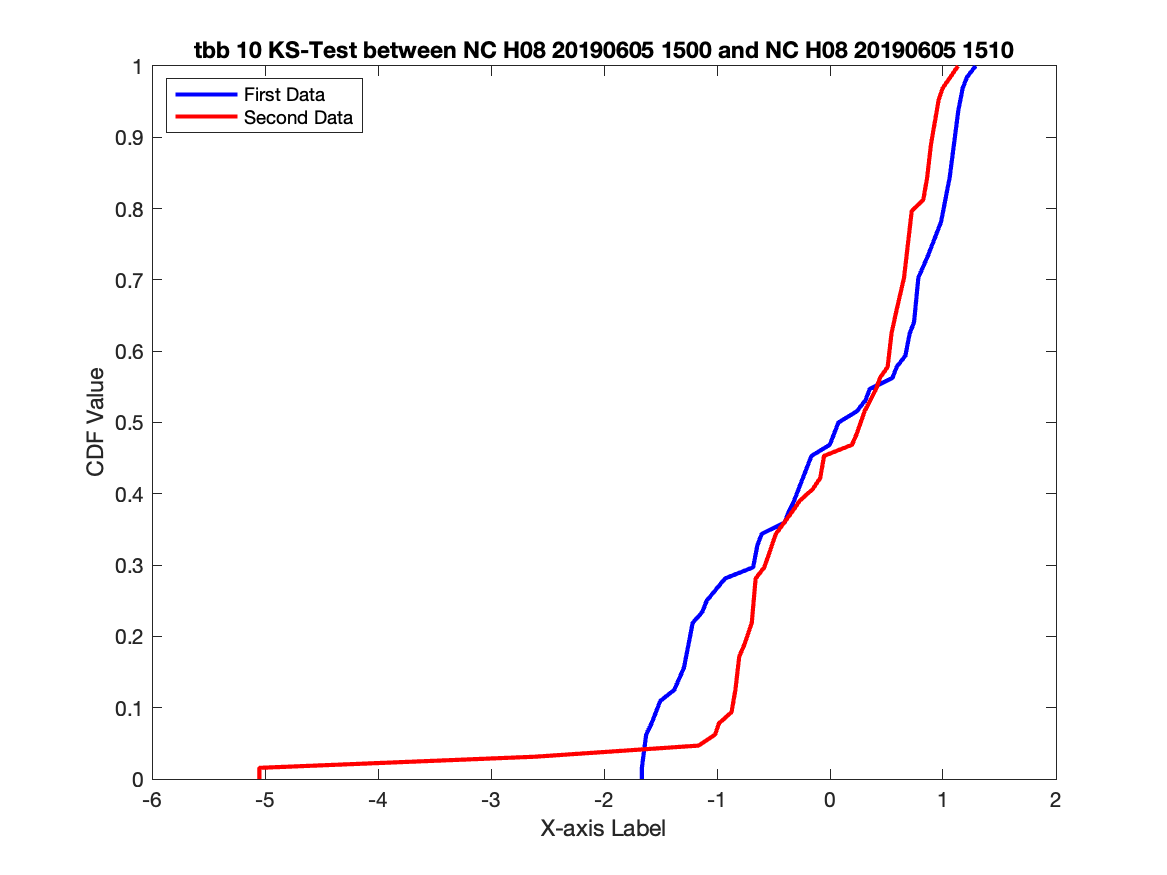 tbb 10 KS-Test between NC H08 20190605 1500 and NC H08 20190605 1510
First Data
Second Data
1
0.9
0.8
0.7
0.6
0.5
0.4
0.3
0.2
0.1
0
CDF Value
-6 -5 -4 -3 -2 -1 0 1 2
X-axis Label